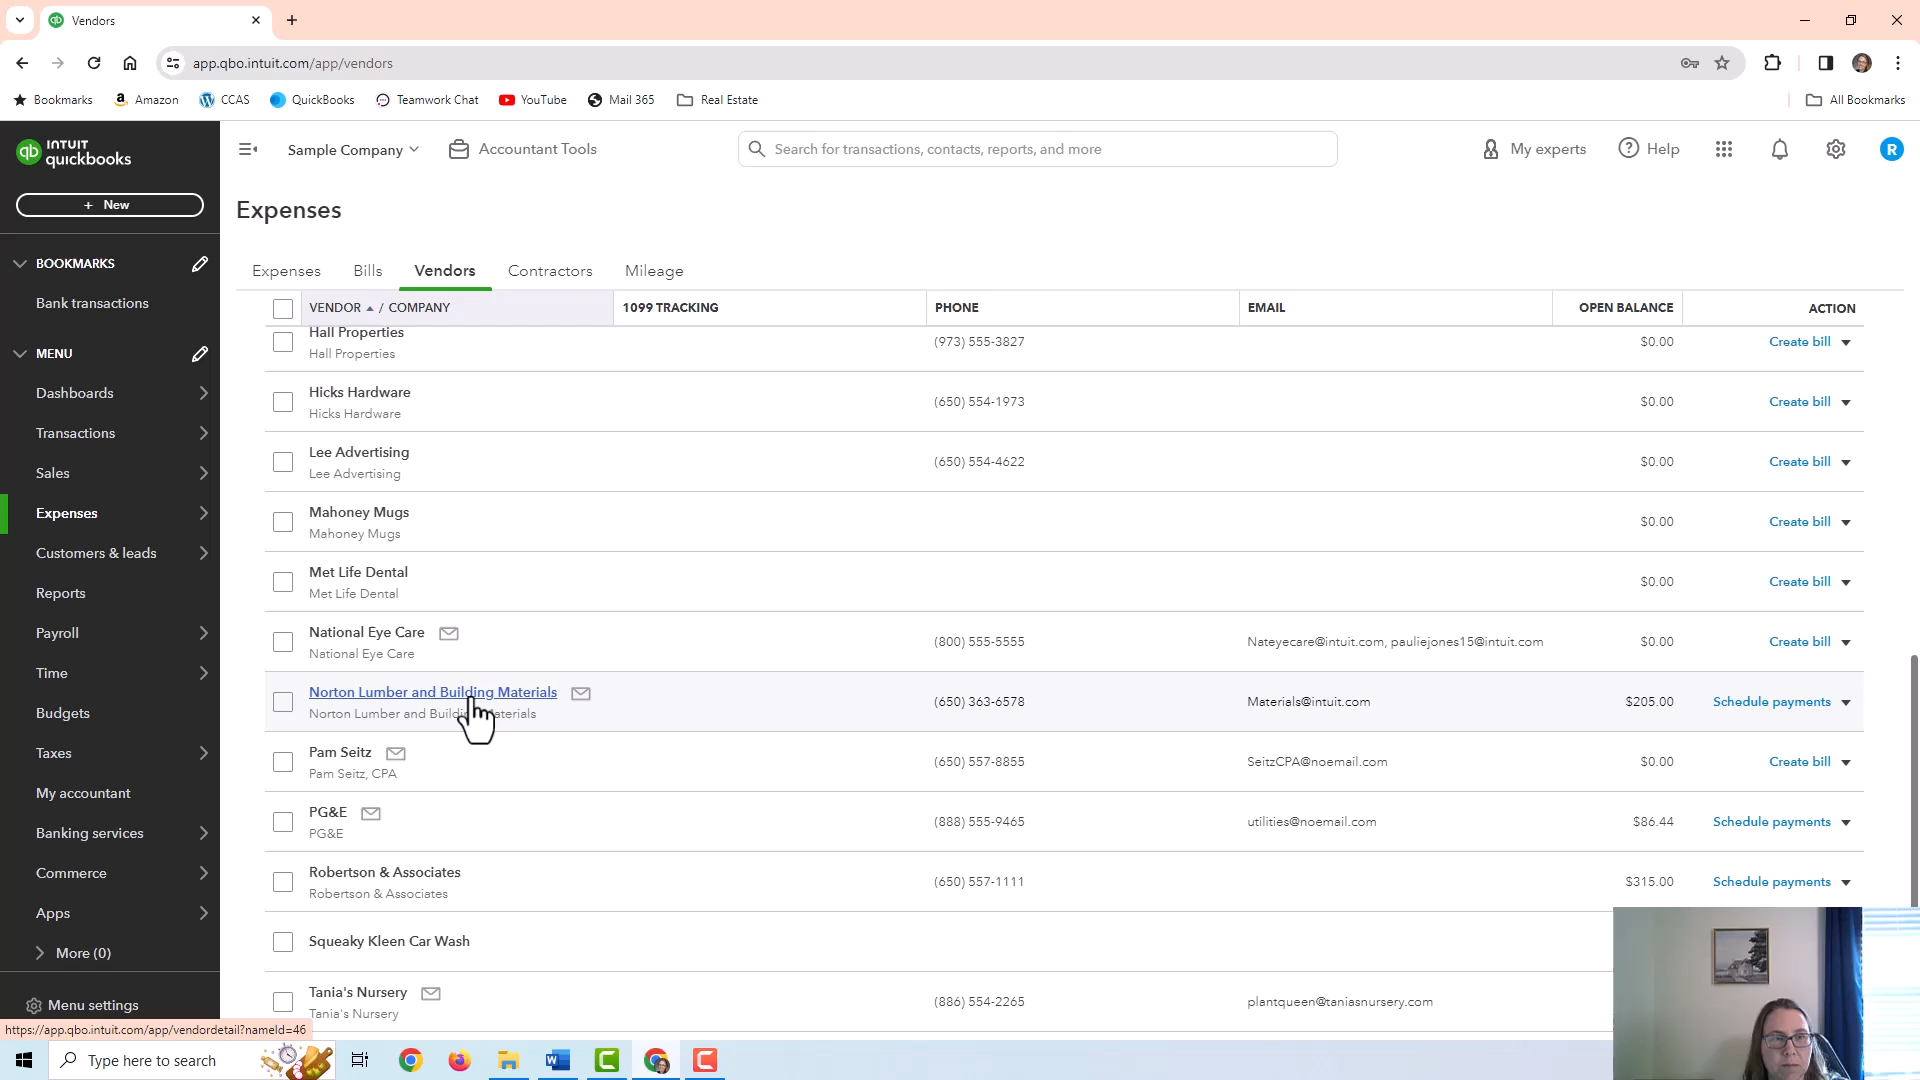 Vendors
app.qbo.intuit.com/app/vendors
Bookmarks Amazon CCAS QuickBooks Teamwork Chat YouTube Mail 365 Real Estate All Bookmarks
INTUIT
quickbooks
Sample Company Accountant Tools Search for transactions, contacts, reports, and more My experts Help R
+ New
Expenses
BOOKMARKS
Bank transactions
MENU
Dashboards
Transactions
Sales
Expenses
Customers & leads
Reports
Payroll
Time
Budgets
Taxes
My accountant
Banking services
Commerce
Apps
More (0)
Menu settings
Expenses Bills Vendors Contractors Mileage
VENDOR / COMPANY 1099 TRACKING PHONE EMAIL OPEN BALANCE ACTION
Hall Properties
Hall Properties (973) 555-3827 $0.00 Create bill
Hicks Hardware
Hicks Hardware (650) 554-1973 $0.00 Create bill
Lee Advertising
Lee Advertising (650) 554-4622 $0.00 Create bill
Mahoney Mugs
Mahoney Mugs $0.00 Create bill
Met Life Dental
Met Life Dental $0.00 Create bill
National Eye Care
National Eye Care (800) 555-5555 Nateyecare@intuit.com, pauliejones15@intuit.com $0.00 Create bill
Norton Lumber and Building Materials
Norton Lumber and Building Materials (650) 363-6578 Materials@intuit.com $205.00 Schedule payments
Pam Seitz
Pam Seitz, CPA (650) 557-8855 SeitzCPA@noemail.com $0.00 Create bill
PG&E
PG&E (888) 555-9465 utilities@noemail.com $86.44 Schedule payments
Robertson & Associates
Robertson & Associates (650) 557-1111 $315.00 Schedule payments
Squeaky Kleen Car Wash
Tania's Nursery
Tania's Nursery (886) 554-2265 plantqueen@taniasnursery.com
https://app.qbo.intuit.com/app/vendordetail?nameId=46
Type here to search